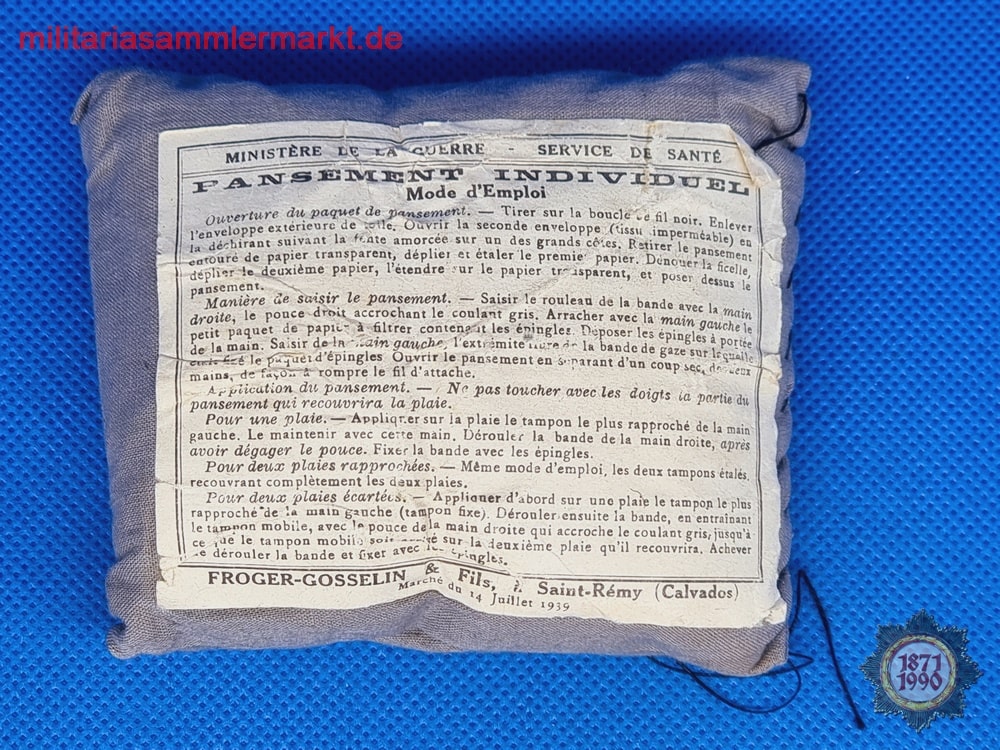 militariasammlermarkt.de
MINISTÈRE DE LA GUERRE - SERVICE DE SANTÉ
PANSEMENT INDIVIDUEL
Mode d'Emploi
Ouverture du paquet de pansement. — Tirer sur la boucle de fil noir. Enlever
l'enveloppe extérieure de toile. Ouvrir la seconde enveloppe (tissu imperméable) en
la déchirant suivant la fente amorcée sur un des grands côtés. Retirer le pansement
entouré de papier transparent, déplier et étaler le premier papier. Dénouer la ficelle,
déplier le deuxième papier, l'étendre sur le papier transparent, et poser dessus le
pansement.
Manière de saisir le pansement. — Saisir le rouleau de la bande avec la main
droite, le pouce droit accrochant le coulant gris. Arracher avec la main gauche le
petit paquet de papier à filtrer contenant les épingles. Déposer les épingles à portée
de la main. Saisir de la main gauche, l'extrémité libre de la bande de gaze sur laquelle
était fixé le paquet d'épingles Ouvrir le pansement en séparant d'un coup sec, des deux
mains, de façon à rompre le fil d'attache.
Application du pansement. — Ne pas toucher avec les doigts la partie du
pansement qui recouvrira la plaie.
Pour une plaie. — Appliquer sur la plaie le tampon le plus rapproché de la main
gauche. Le maintenir avec cette main. Dérouler la bande de la main droite, après
avoir dégager le pouce. Fixer la bande avec les épingles.
Pour deux plaies rapprochées. — Même mode d'emploi, les deux tampons étalés,
recouvrant complètement les deux plaies.
Pour deux plaies écartées. — Appliquer d'abord sur une plaie le tampon le plus
rapproché de la main gauche (tampon fixe). Dérouler ensuite la bande, en entraînant
le tampon mobile, avec le pouce de la main droite qui accroche le coulant gris, jusqu'à
ce que le tampon mobile soit sur la deuxième plaie qu'il recouvrira. Achever
de dérouler la bande et fixer avec les épingles.
FROGER-GOSSELIN & Fils, à Saint-Rémy (Calvados)
Marché du 14 Juillet 1939
1871
1990